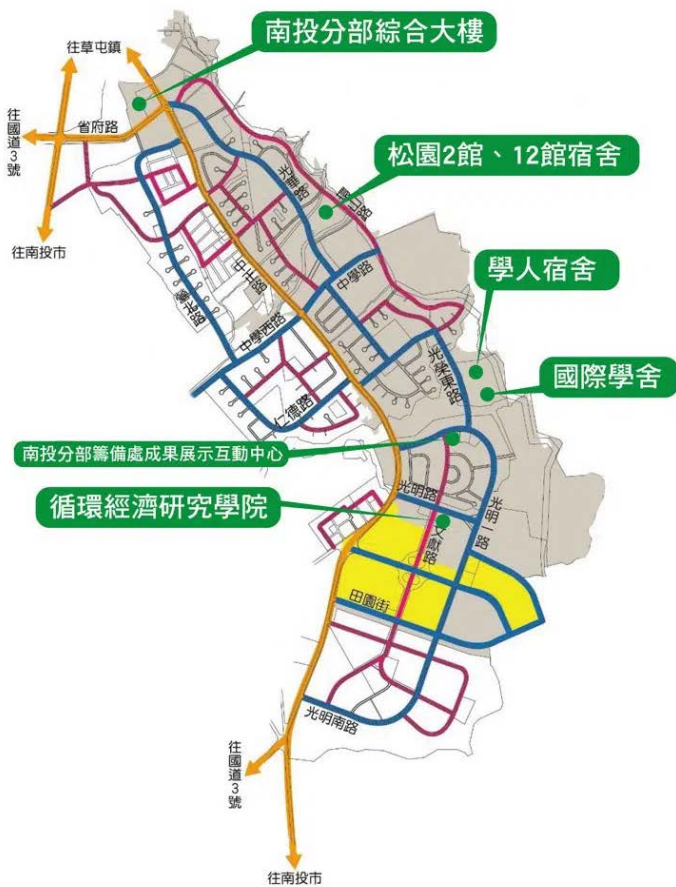 南投分部綜合大樓
往草屯鎮
往國道3號
省府路
松園2館、12館宿舍
光華路
往南投市
中正路
中學路
學人宿舍
中學西路
光榮東路
國際學舍
仁德路
南投分部籌備處成果展示互動中心
光明路
循環經濟研究學院
光明一路
文獻路
田園街
光明南路
往國道3號
往南投市